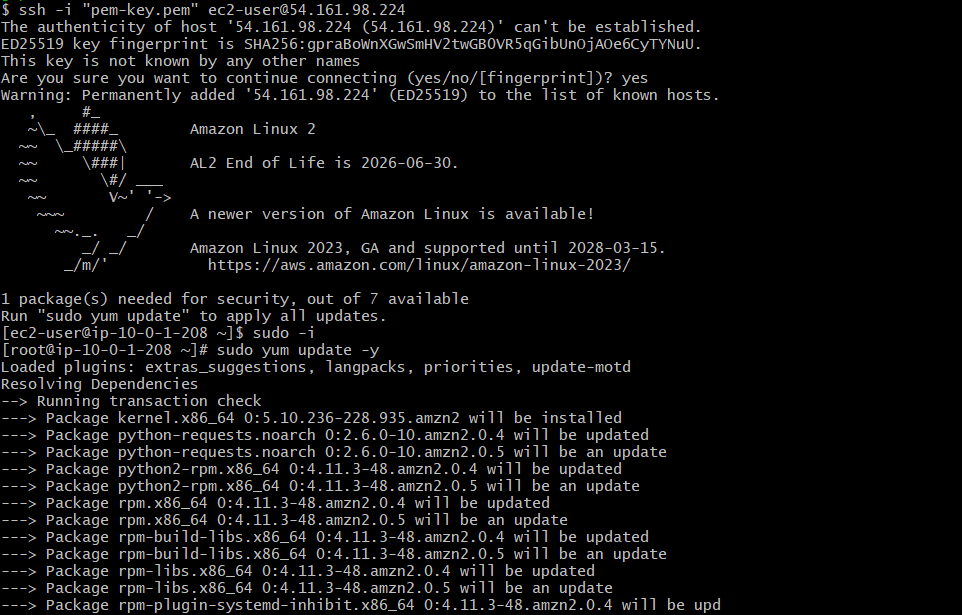 $ ssh -i "pem-key.pem" ec2-user@54.161.98.224
The authenticity of host '54.161.98.224 (54.161.98.224)' can't be established.
ED25519 key fingerprint is SHA256:gpraBoWnXGwSmHV2twGB0VR5qGibUnOjAOe6CyTYNuU.
This key is not known by any other names
Are you sure you want to continue connecting (yes/no/[fingerprint])? yes
Warning: Permanently added '54.161.98.224' (ED25519) to the list of known hosts.
   ,     #_
   ~\_  ####_        Amazon Linux 2
  ~~  \_#####\
  ~~     \###|       AL2 End of Life is 2026-06-30.
  ~~       \#/ ___
   ~~       V~' '->
    ~~~         /    A newer version of Amazon Linux is available!
      ~~._.   _/
         _/ _/       Amazon Linux 2023, GA and supported until 2028-03-15.
       _/m/'           https://aws.amazon.com/linux/amazon-linux-2023/
1 package(s) needed for security, out of 7 available
Run "sudo yum update" to apply all updates.
[ec2-user@ip-10-0-1-208 ~]$ sudo -i
[root@ip-10-0-1-208 ~]# sudo yum update -y
Loaded plugins: extras_suggestions, langpacks, priorities, update-motd
Resolving Dependencies
--> Running transaction check
---> Package kernel.x86_64 0:5.10.236-228.935.amzn2 will be installed
---> Package python-requests.noarch 0:2.6.0-10.amzn2.0.4 will be updated
---> Package python-requests.noarch 0:2.6.0-10.amzn2.0.5 will be an update
---> Package python2-rpm.x86_64 0:4.11.3-48.amzn2.0.4 will be updated
---> Package python2-rpm.x86_64 0:4.11.3-48.amzn2.0.5 will be an update
---> Package rpm.x86_64 0:4.11.3-48.amzn2.0.4 will be updated
---> Package rpm.x86_64 0:4.11.3-48.amzn2.0.5 will be an update
---> Package rpm-build-libs.x86_64 0:4.11.3-48.amzn2.0.4 will be updated
---> Package rpm-build-libs.x86_64 0:4.11.3-48.amzn2.0.5 will be an update
---> Package rpm-libs.x86_64 0:4.11.3-48.amzn2.0.4 will be updated
---> Package rpm-libs.x86_64 0:4.11.3-48.amzn2.0.5 will be an update
---> Package rpm-plugin-systemd-inhibit.x86_64 0:4.11.3-48.amzn2.0.4 will be upd